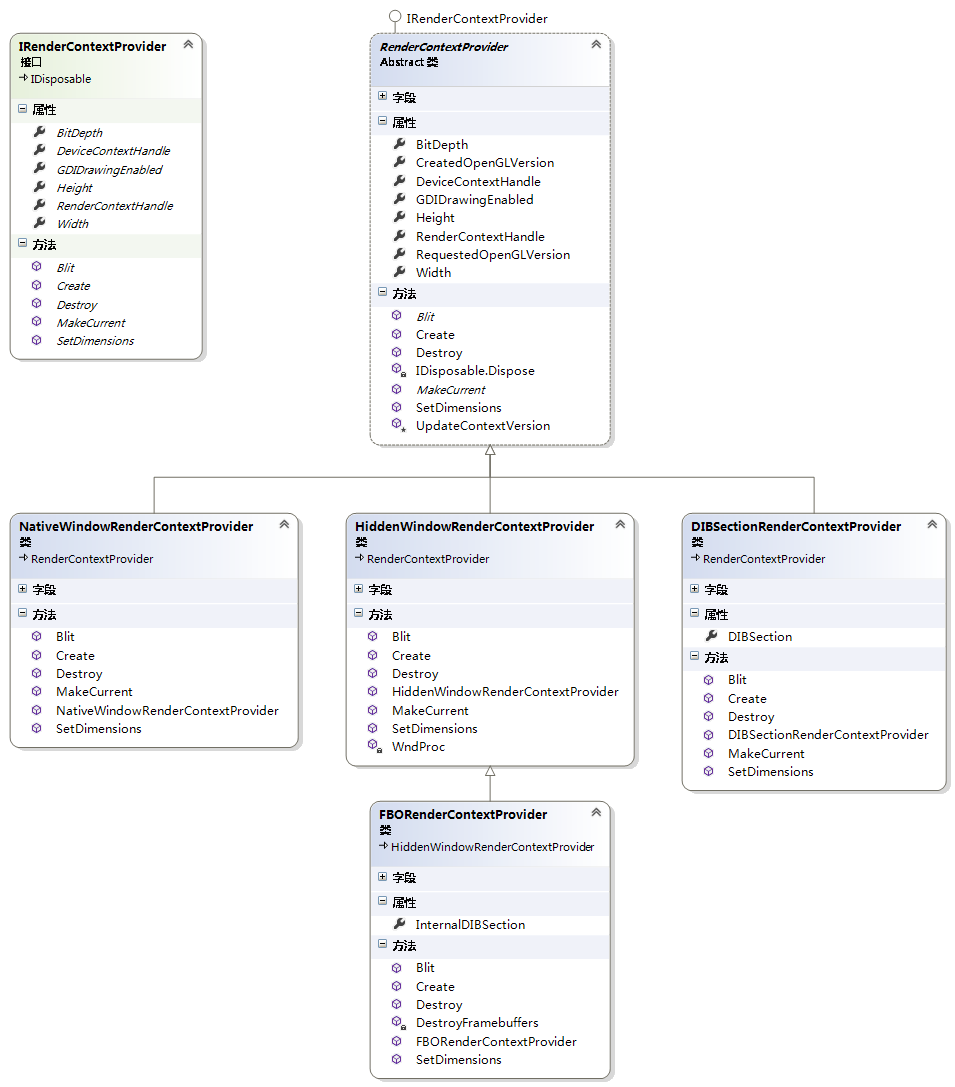 IRenderContextProvider
接口
IDisposable
属性
BitDepth
DeviceContextHandle
GDIDrawingEnabled
Height
RenderContextHandle
Width
方法
Blit
Create
Destroy
MakeCurrent
SetDimensions
IRenderContextProvider
RenderContextProvider
Abstract 类
字段
属性
BitDepth
CreatedOpenGLVersion
DeviceContextHandle
GDIDrawingEnabled
Height
RenderContextHandle
RequestedOpenGLVersion
Width
方法
Blit
Create
Destroy
IDisposable.Dispose
MakeCurrent
SetDimensions
UpdateContextVersion
NativeWindowRenderContextProvider
类
RenderContextProvider
字段
方法
Blit
Create
Destroy
MakeCurrent
NativeWindowRenderContextProvider
SetDimensions
HiddenWindowRenderContextProvider
类
RenderContextProvider
字段
方法
Blit
Create
Destroy
HiddenWindowRenderContextProvider
MakeCurrent
SetDimensions
WndProc
DIBSectionRenderContextProvider
类
RenderContextProvider
字段
属性
DIBSection
方法
Blit
Create
Destroy
DIBSectionRenderContextProvider
MakeCurrent
SetDimensions
FBORenderContextProvider
类
HiddenWindowRenderContextProvider
字段
属性
InternalDIBSection
方法
Blit
Create
Destroy
DestroyFramebuffers
FBORenderContextProvider
SetDimensions